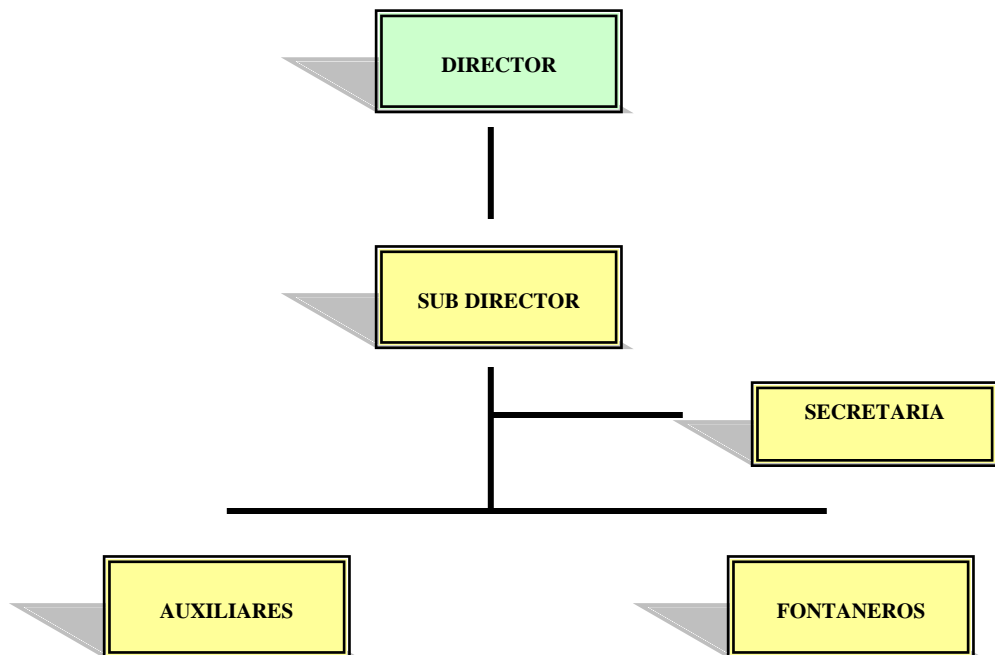 DIRECTOR
SUB DIRECTOR
SECRETARIA
AUXILIARES
FONTANEROS